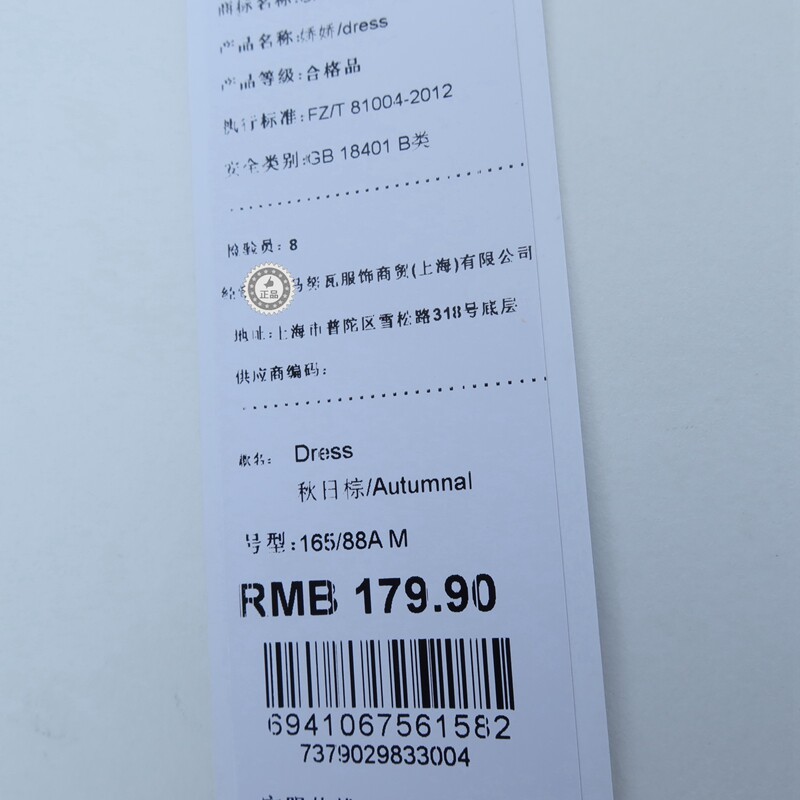 商标名称:
产品名称:娇娇/dress
产品等级:合格品
执行标准:FZ/T 81004-2012
安全类别:GB 18401 B类
检验员: 8
正品
服饰商贸(上海)有限公司
地址:上海市普陀区雪松路318号底层
供应商编码:
款名: Dress
秋日棕/Autumnal
号型:165/88A M
RMB 179.90
6941067561582
7379029833004